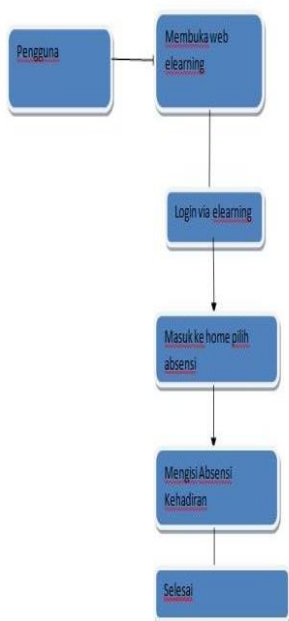 Pengguna
Membuka web
elearning
Login via elearning
Masuk ke home pilih
absensi
Mengisi Absensi
Kehadiran
Selesai